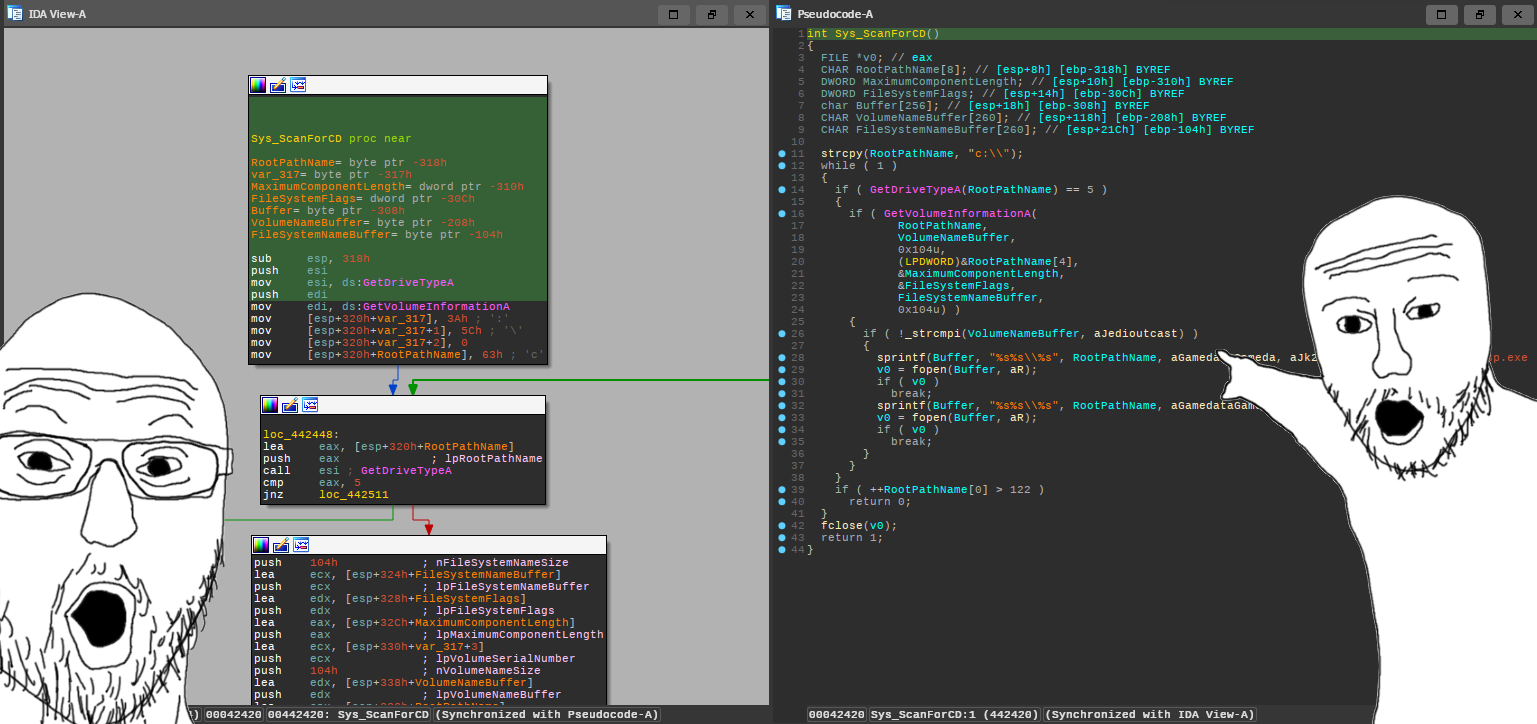 IDA View-A
Sys_ScanForCD proc near
RootPathName= byte ptr -318h
var_317= byte ptr -317h
MaximumComponentLength= dword ptr -310h
FileSystemFlags= dword ptr -30Ch
Buffer= byte ptr -308h
VolumeNameBuffer= byte ptr -208h
FileSystemNameBuffer= byte ptr -104h
sub esp, 318h
push esi
mov esi, ds:GetDriveTypeA
push edi
mov edi, ds:GetVolumeInformationA
mov [esp+320h+var_317], 3Ah ; ':'
mov [esp+320h+var_317+1], 5Ch ; '\'
mov [esp+320h+var_317+2], 0
mov [esp+320h+RootPathName], 63h ; 'c'
loc_442448:
lea eax, [esp+320h+RootPathName]
push eax ; lpRootPathName
call esi ; GetDriveTypeA
cmp eax, 5
jnz loc_442511
push 104h ; nFileSystemNameSize
lea ecx, [esp+324h+FileSystemNameBuffer]
push ecx ; lpFileSystemNameBuffer
lea edx, [esp+328h+FileSystemFlags]
push edx ; lpFileSystemFlags
lea eax, [esp+32Ch+MaximumComponentLength]
push eax ; lpMaximumComponentLength
lea ecx, [esp+330h+var_317+3]
push ecx ; lpVolumeSerialNumber
push 104h ; nVolumeNameSize
lea edx, [esp+338h+VolumeNameBuffer]
push edx ; lpVolumeNameBuffer
00042420 00442420: Sys_ScanForCD (Synchronized with Pseudocode-A)
Pseudocode-A
1 int Sys_ScanForCD()
2 {
3 FILE *v0; // eax
4 CHAR RootPathName[8]; // [esp+8h] [ebp-318h] BYREF
5 DWORD MaximumComponentLength; // [esp+10h] [ebp-310h] BYREF
6 DWORD FileSystemFlags; // [esp+14h] [ebp-30Ch] BYREF
7 char Buffer[256]; // [esp+18h] [ebp-308h] BYREF
8 CHAR VolumeNameBuffer[260]; // [esp+118h] [ebp-208h] BYREF
9 CHAR FileSystemNameBuffer[260]; // [esp+21Ch] [ebp-104h] BYREF
10
11 strcpy(RootPathName, "c:\\");
12 while ( 1 )
13 {
14 if ( GetDriveTypeA(RootPathName) == 5 )
15 {
16 if ( GetVolumeInformationA(
17 RootPathName,
18 VolumeNameBuffer,
19 0x104u,
20 (LPDWORD)&RootPathName[4],
21 &MaximumComponentLength,
22 &FileSystemFlags,
23 FileSystemNameBuffer,
24 0x104u) )
25 {
26 if ( !_strcmpi(VolumeNameBuffer, aJedioutcast) )
27 {
28 sprintf(Buffer, "%s%s\\%s", RootPathName, aGameda meda, aJk2 p.exe
29 v0 = fopen(Buffer, aR);
30 if ( v0 )
31 break;
32 sprintf(Buffer, "%s%s\\%s", RootPathName, aGamedataGam
33 v0 = fopen(Buffer, aR);
34 if ( v0 )
35 break;
36 }
37 }
38 }
39 if ( ++RootPathName[0] > 122 )
40 return 0;
41 }
42 fclose(v0);
43 return 1;
44 }
00042420 Sys_ScanForCD:1 (442420) (Synchronized with IDA View-A)